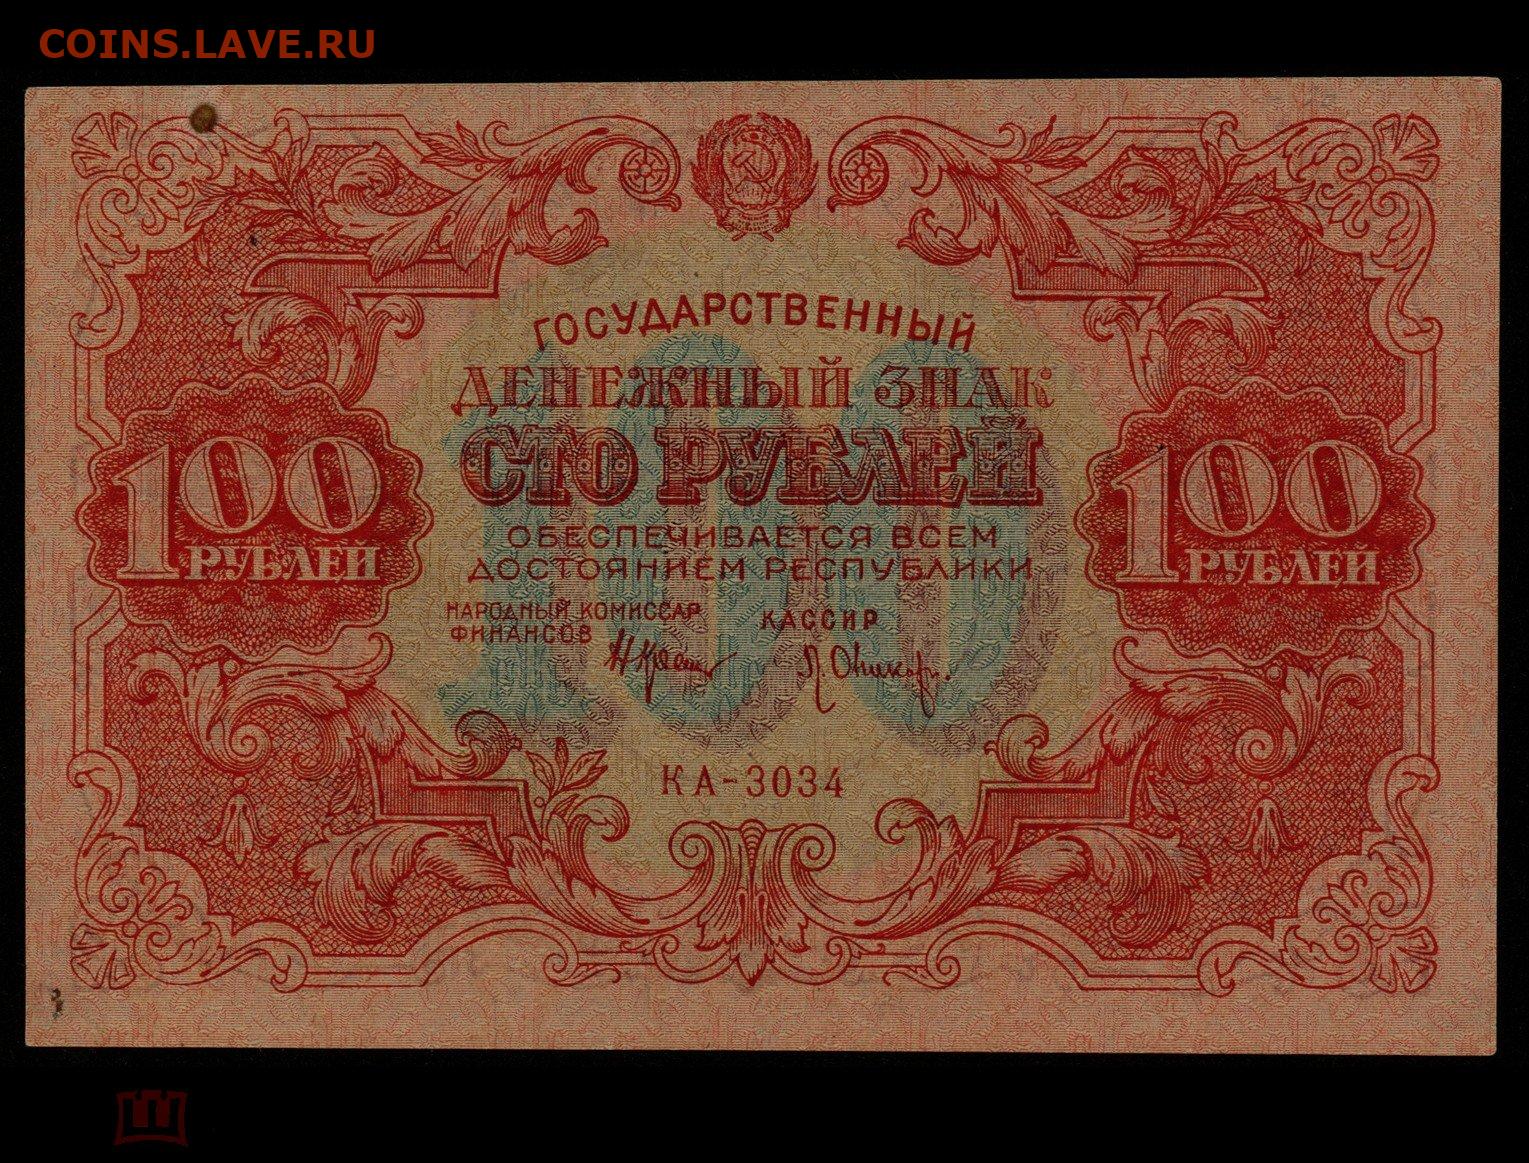 COINS.LAVE.RU
ГОСУДАРСТВЕННЫЙ
ДЕНЕЖНЫЙ ЗНАК
СТО РУБЛЕЙ
100
РУБЛЕЙ
100
РУБЛЕЙ
100
ОБЕСПЕЧИВАЕТСЯ ВСЕМ
ДОСТОЯНИЕМ РЕСПУБЛИКИ
НАРОДНЫЙ КОМИССАР
ФИНАНСОВ
КАССИР
КА-3034